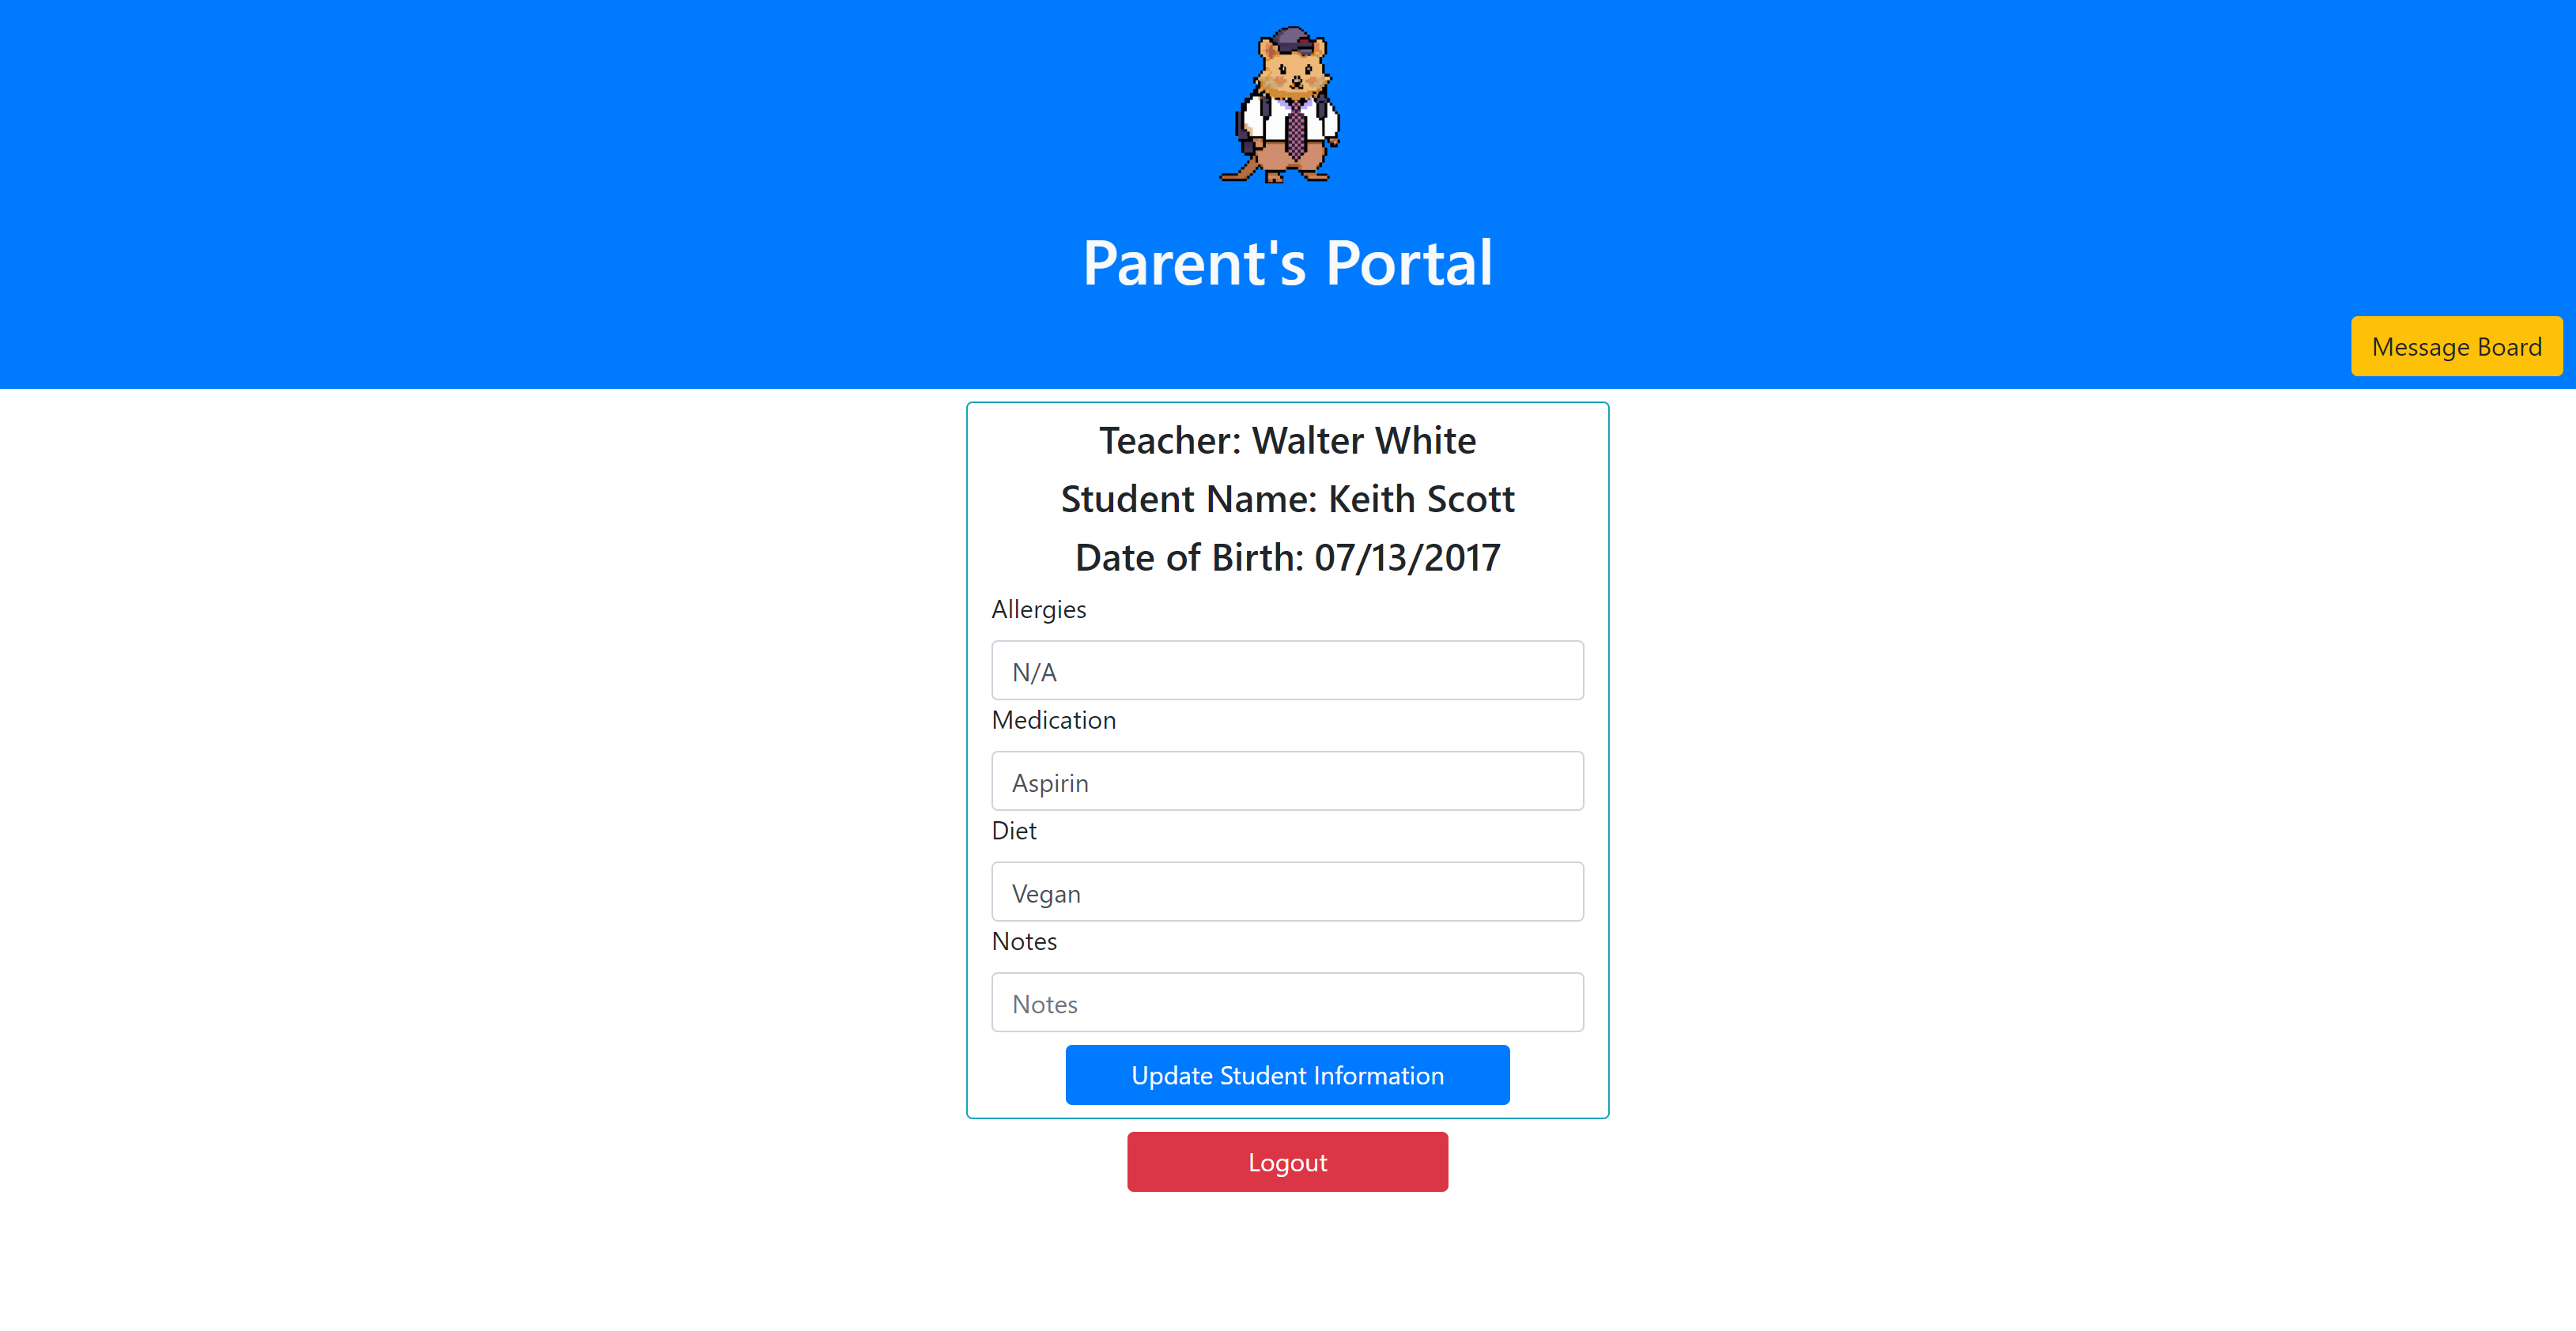 Parent's Portal
Message Board
Teacher: Walter White
Student Name: Keith Scott
Date of Birth: 07/13/2017
Allergies
N/A
Medication
Aspirin
Diet
Vegan
Notes
Notes
Update Student Information
Logout